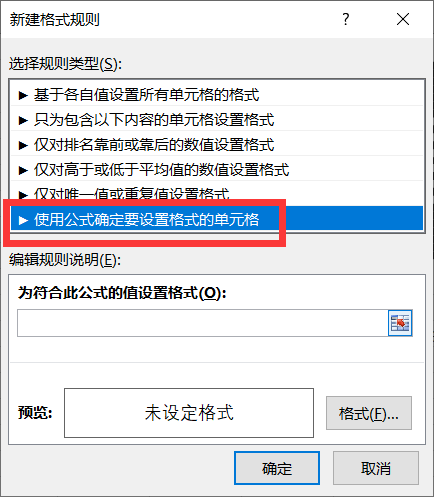 新建格式规则
选择规则类型(S):
► 基于各自值设置所有单元格的格式
► 只为包含以下内容的单元格设置格式
► 仅对排名靠前或靠后的数值设置格式
► 仅对高于或低于平均值的数值设置格式
► 仅对唯一值或重复值设置格式
► 使用公式确定要设置格式的单元格
编辑规则说明(E):
为符合此公式的值设置格式(O):
预览: 未设定格式 格式(F)...
确定 取消